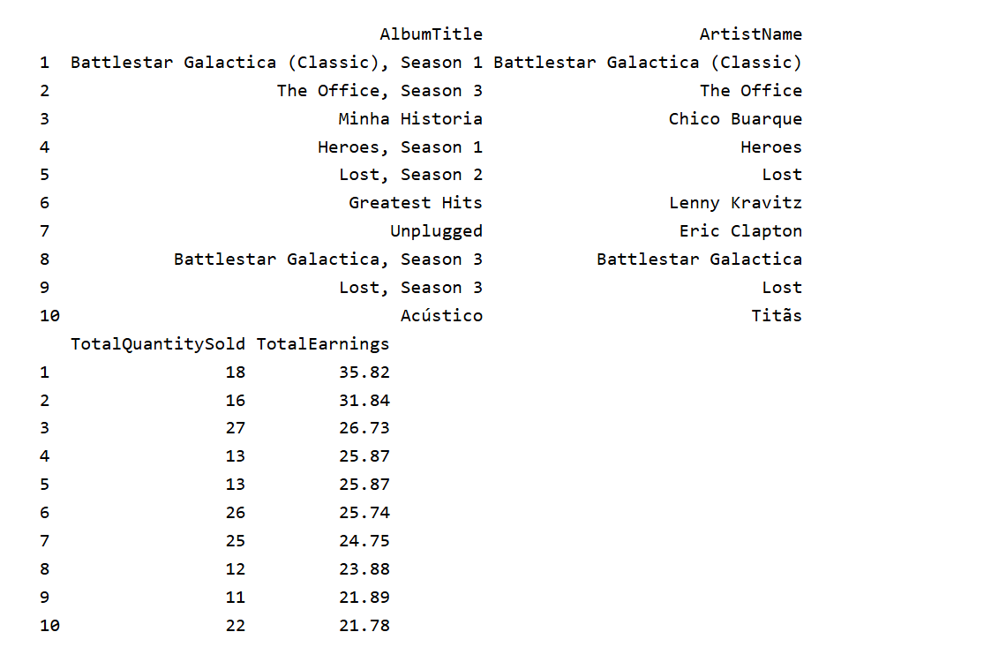 AlbumTitle ArtistName
1 Battlestar Galactica (Classic), Season 1 Battlestar Galactica (Classic)
2 The Office, Season 3 The Office
3 Minha Historia Chico Buarque
4 Heroes, Season 1 Heroes
5 Lost, Season 2 Lost
6 Greatest Hits Lenny Kravitz
7 Unplugged Eric Clapton
8 Battlestar Galactica, Season 3 Battlestar Galactica
9 Lost, Season 3 Lost
10 Acústico Titãs
TotalQuantitySold TotalEarnings
1 18 35.82
2 16 31.84
3 27 26.73
4 13 25.87
5 13 25.87
6 26 25.74
7 25 24.75
8 12 23.88
9 11 21.89
10 22 21.78